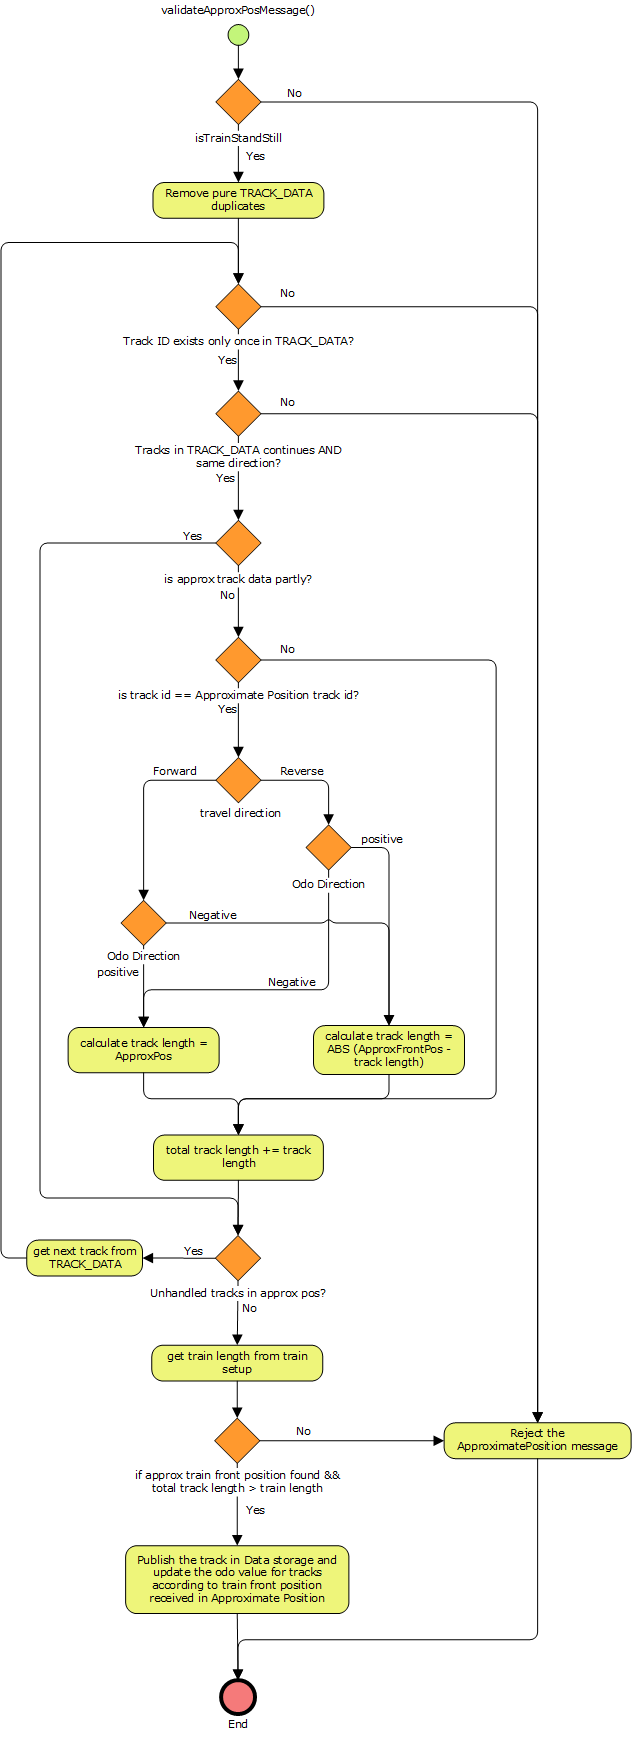 validateApproxPosMessage()
No
isTrainStandStill
Yes
Remove pure TRACK_DATA
duplicates
No
Track ID exists only once in TRACK_DATA?
Yes
No
Tracks in TRACK_DATA continues AND
same direction?
Yes
Yes
is approx track data partly?
No
No
is track id == Approximate Position track id?
Yes
Forward
Reverse
travel direction
positive
Odo Direction
Negative
Odo Direction
positive
Negative
calculate track length =
ApproxPos
calculate track length =
ABS (ApproxFrontPos -
track length)
total track length += track
length
get next track from
TRACK_DATA
Yes
Unhandled tracks in approx pos?
No
get train length from train
setup
No
Reject the
ApproximatePosition message
if approx train front position found &&
total track length > train length
Yes
Publish the track in Data storage and
update the odo value for tracks
according to train front position
received in Approximate Position
End